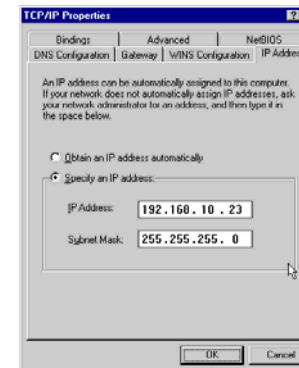 TCP/IP Properties ?
Bindings Advanced NetBIOS
DNS Configuration Gateway WINS Configuration IP Addres
An IP address can be automatically assigned to this computer.
If your network does not automatically assign IP addresses, ask
your network administrator for an address, and then type it in
the space below.
Obtain an IP address automatically
Specify an IP address:
IP Address: 192.168.10.23
Subnet Mask: 255.255.255.0
OK Cancel